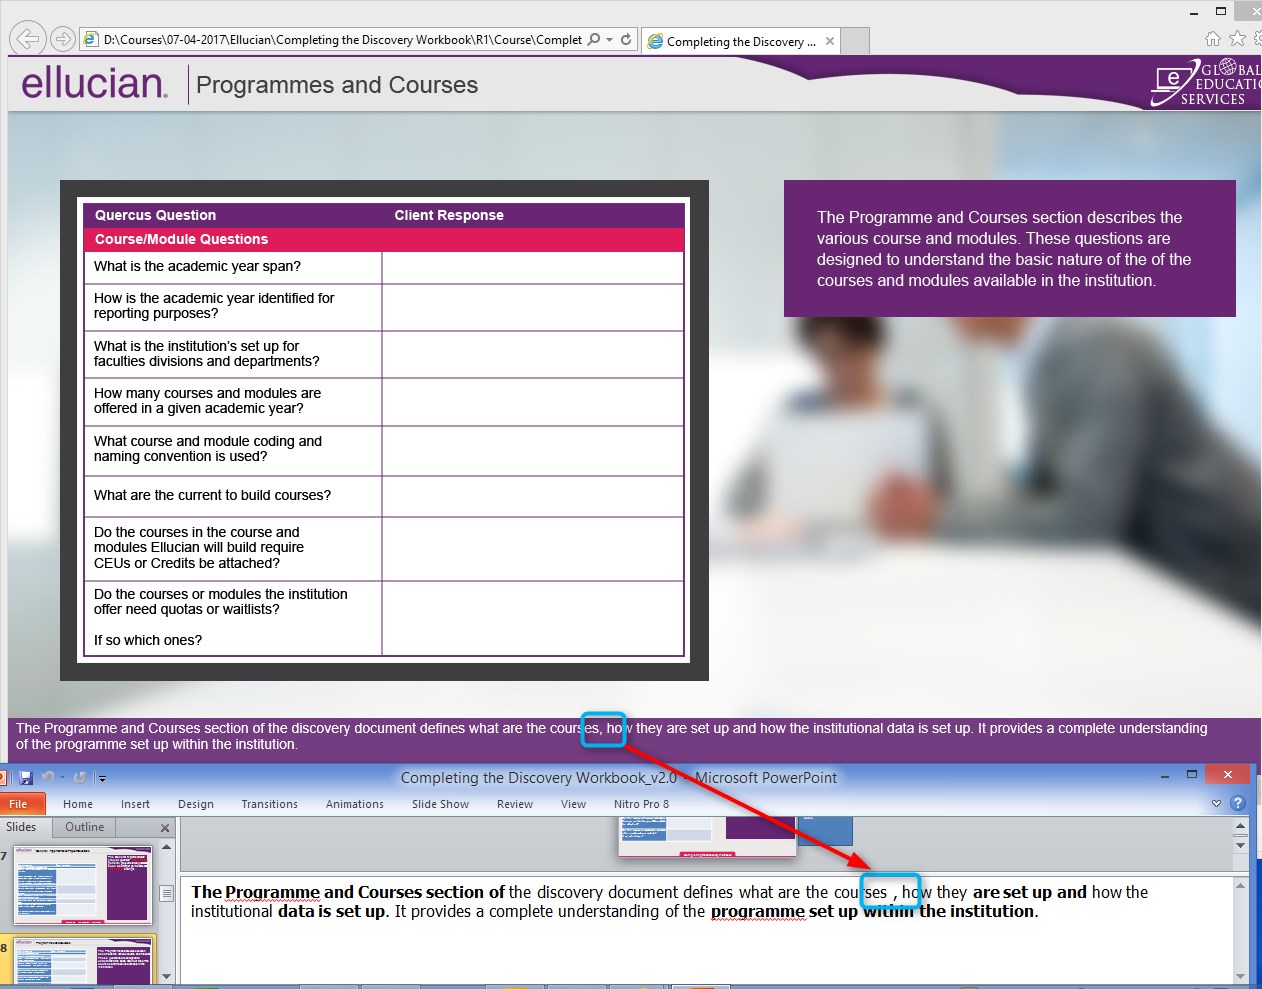 D:\Courses\07-04-2017\Ellucian\Completing the Discovery Workbook\R1\Course\Complet
Completing the Discovery ...
ellucian.
Programmes and Courses
e
GLOBAL
EDUCATIO
SERVICES
Quercus Question Client Response
Course/Module Questions
What is the academic year span?
How is the academic year identified for
reporting purposes?
What is the institution's set up for
faculties divisions and departments?
How many courses and modules are
offered in a given academic year?
What course and module coding and
naming convention is used?
What are the current to build courses?
Do the courses in the course and
modules Ellucian will build require
CEUs or Credits be attached?
Do the courses or modules the institution
offer need quotas or waitlists?
If so which ones?
The Programme and Courses section describes the
various course and modules. These questions are
designed to understand the basic nature of the of the
courses and modules available in the institution.
The Programme and Courses section of the discovery document defines what are the courses, how they are set up and how the institutional data is set up. It provides a complete understanding
of the programme set up within the institution.
Completing the Discovery Workbook_v2.0 - Microsoft PowerPoint
File Home Insert Design Transitions Animations Slide Show Review View Nitro Pro 8
Slides Outline
7
8
The Programme and Courses section of the discovery document defines what are the courses , how they are set up and how the
institutional data is set up. It provides a complete understanding of the programme set up within the institution.